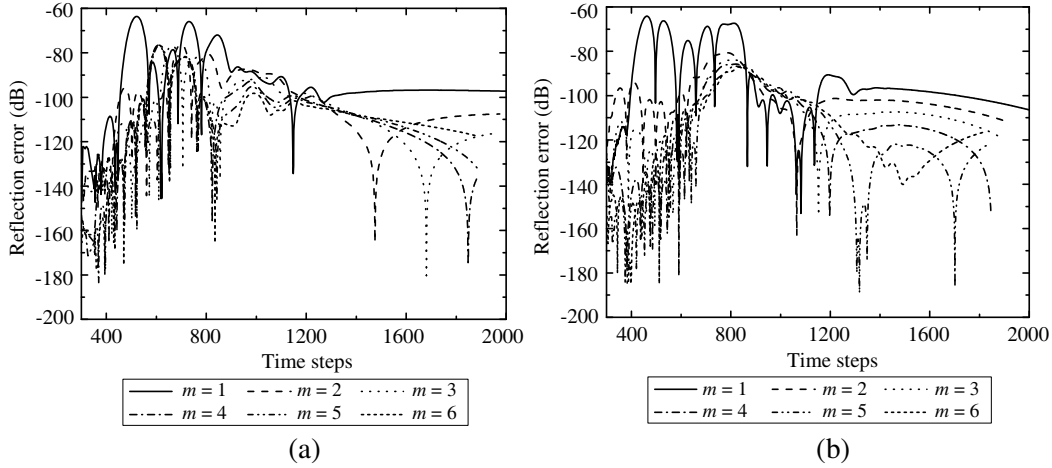 -60
-80
-100
-120
-140
-160
-180
-200
Reflection error (dB)
400 800 1200 1600 2000
Time steps
m = 1 m = 2 m = 3
m = 4 m = 5 m = 6
(a)
-60
-80
-100
-120
-140
-160
-180
-200
Reflection error (dB)
400 800 1200 1600 2000
Time steps
m = 1 m = 2 m = 3
m = 4 m = 5 m = 6
(b)